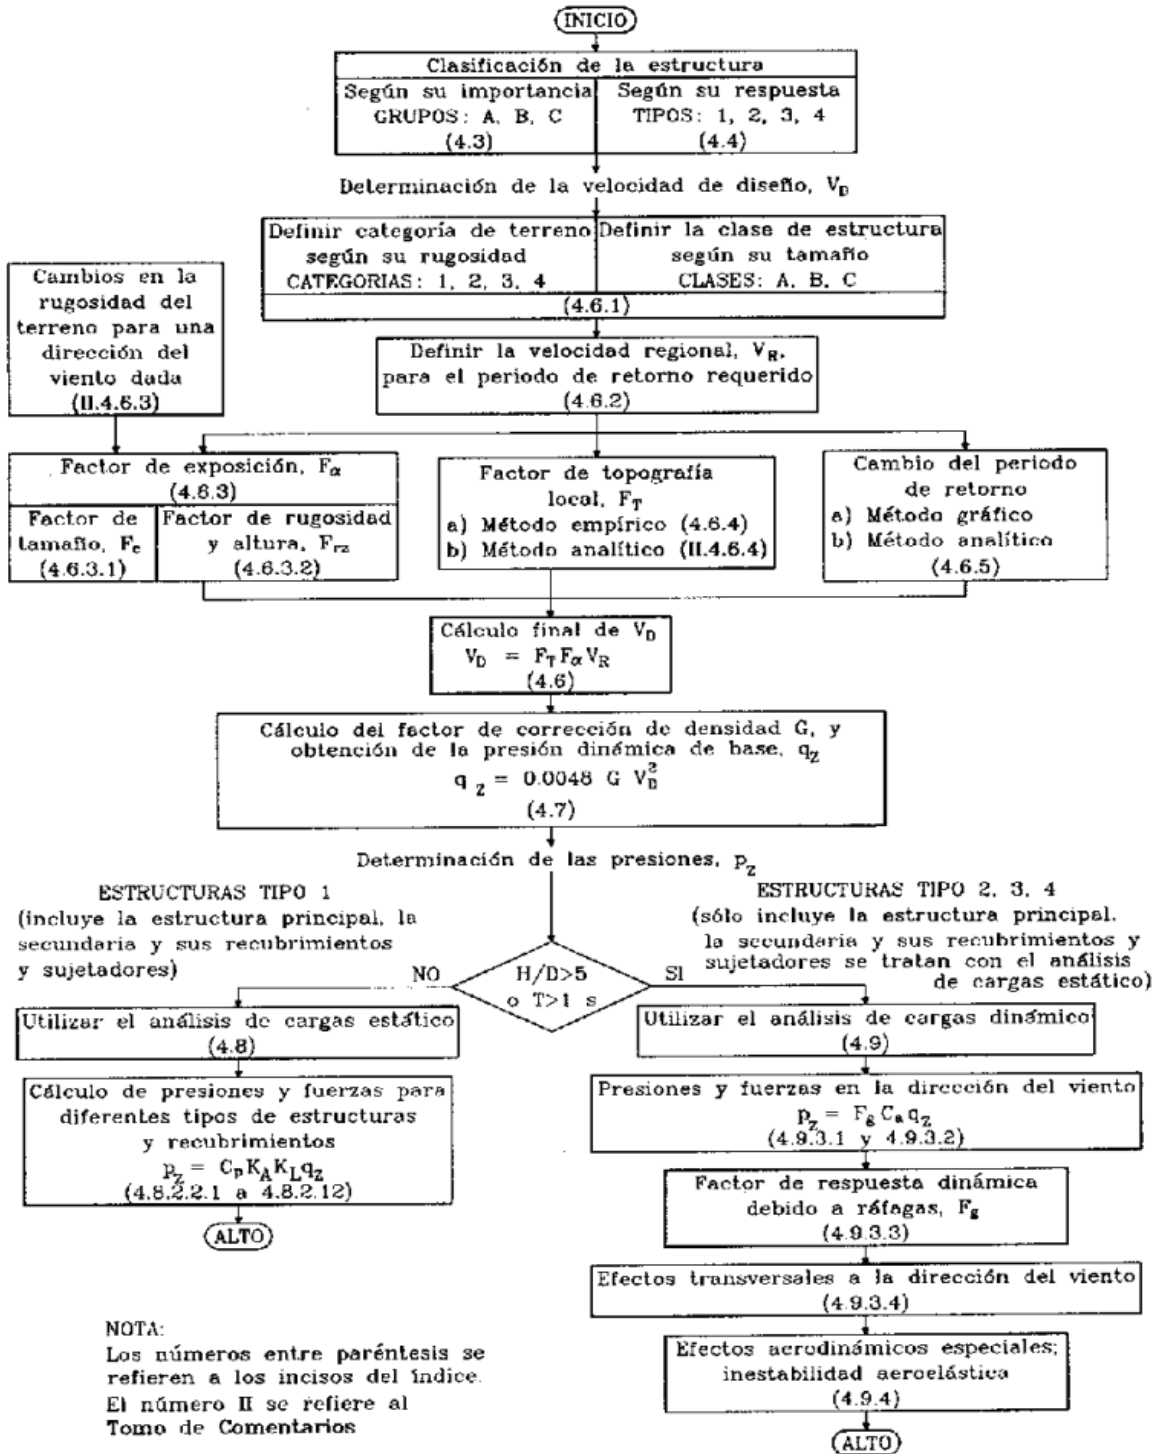 INICIO
Clasificación de la estructura
Según su importancia
GRUPOS: A, B, C
(4.3)
Según su respuesta
TIPOS: 1, 2, 3, 4
(4.4)
Determinación de la velocidad de diseño, V_D
Definir categoría de terreno
según su rugosidad
CATEGORIAS: 1, 2, 3, 4
Definir la clase de estructura
según su tamaño
CLASES: A, B, C
(4.6.1)
Cambios en la
rugosidad del
terreno para una
dirección del
viento dada
(II.4.6.3)
Definir la velocidad regional, V_R,
para el periodo de retorno requerido
(4.6.2)
Factor de exposición, F_α
(4.6.3)
Factor de
tamaño, F_c
(4.6.3.1)
Factor de rugosidad
y altura, F_rz
(4.6.3.2)
Factor de topografía
local, F_T
a) Método empírico (4.6.4)
b) Método analítico (II.4.6.4)
Cambio del periodo
de retorno
a) Método gráfico
b) Método analítico
(4.6.5)
Cálculo final de V_D
V_D = F_T F_α V_R
(4.6)
Cálculo del factor de corrección de densidad G, y
obtención de la presión dinámica de base, q_z
q_z = 0.0048 G V_D^2
(4.7)
Determinación de las presiones, p_z
ESTRUCTURAS TIPO 1
(incluye la estructura principal, la
secundaria y sus recubrimientos
y sujetadores)
ESTRUCTURAS TIPO 2, 3, 4
(sólo incluye la estructura principal,
la secundaria y sus recubrimientos y
sujetadores se tratan con el análisis
de cargas estático)
NO
H/D>5
o T>1 s
SI
Utilizar el análisis de cargas estático
(4.8)
Cálculo de presiones y fuerzas para
diferentes tipos de estructuras
y recubrimientos
p_z = C_p K_A K_L q_z
(4.8.2.2.1 a 4.8.2.12)
ALTO
Utilizar el análisis de cargas dinámico
(4.9)
Presiones y fuerzas en la dirección del viento
p_z = F_g C_a q_z
(4.9.3.1 y 4.9.3.2)
Factor de respuesta dinámica
debido a ráfagas, F_g
(4.9.3.3)
Efectos transversales a la dirección del viento
(4.9.3.4)
Efectos aerodinámicos especiales;
inestabilidad aeroelástica
(4.9.4)
ALTO
NOTA:
Los números entre paréntesis se
refieren a los incisos del índice.
El número II se refiere al
Tomo de Comentarios